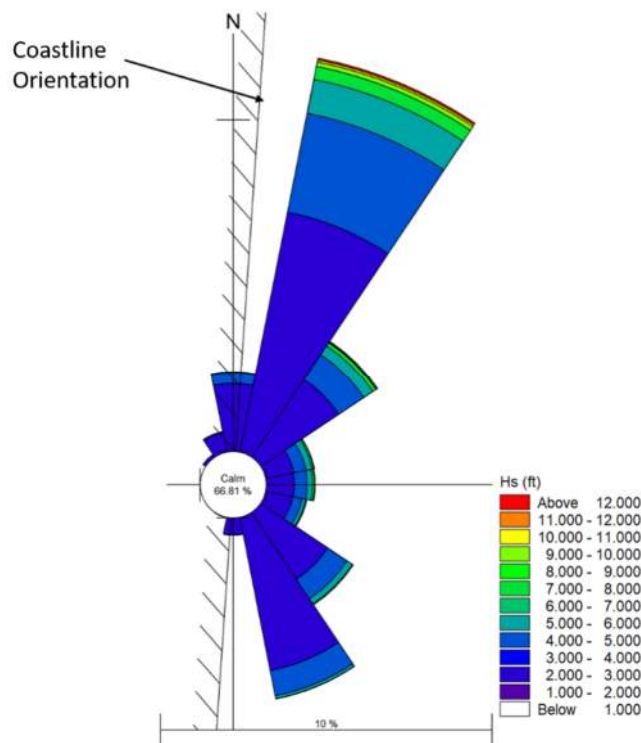 N
Coastline
Orientation
Calm
66.81 %
Hs (ft)
Above 12.000
11.000 - 12.000
10.000 - 11.000
9.000 - 10.000
8.000 - 9.000
7.000 - 8.000
6.000 - 7.000
5.000 - 6.000
4.000 - 5.000
3.000 - 4.000
2.000 - 3.000
1.000 - 2.000
Below 1.000
10 %